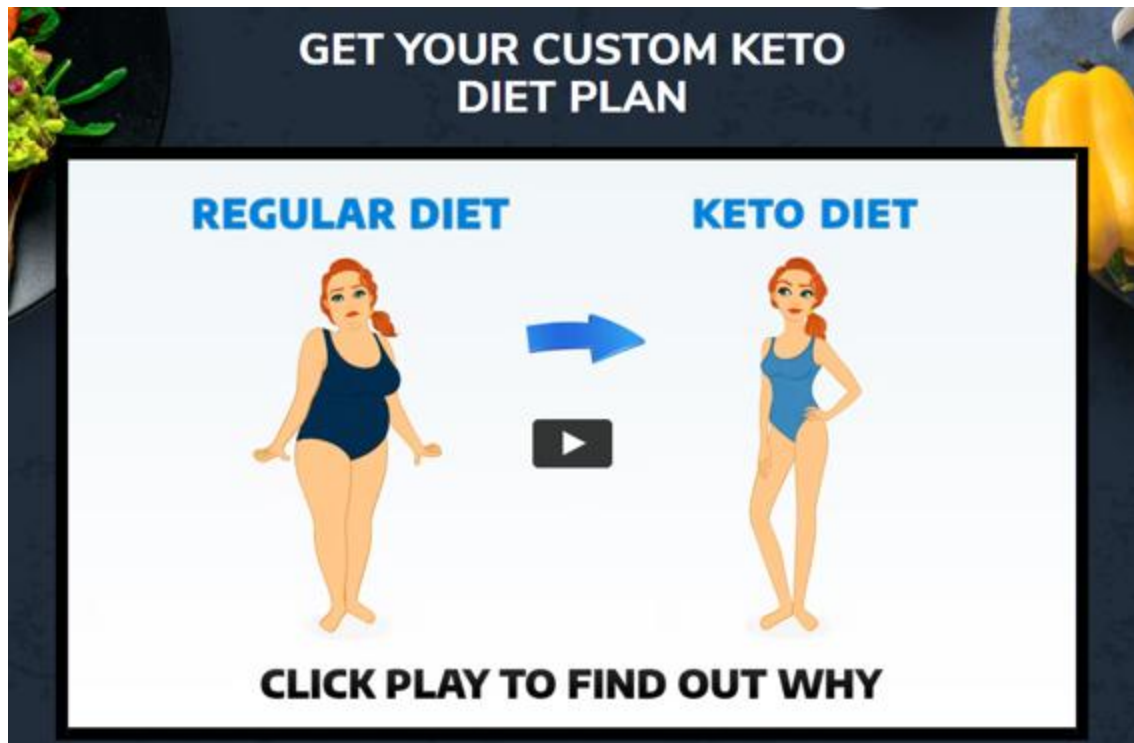 GET YOUR CUSTOM KETO
DIET PLAN
REGULAR DIET
KETO DIET
CLICK PLAY TO FIND OUT WHY